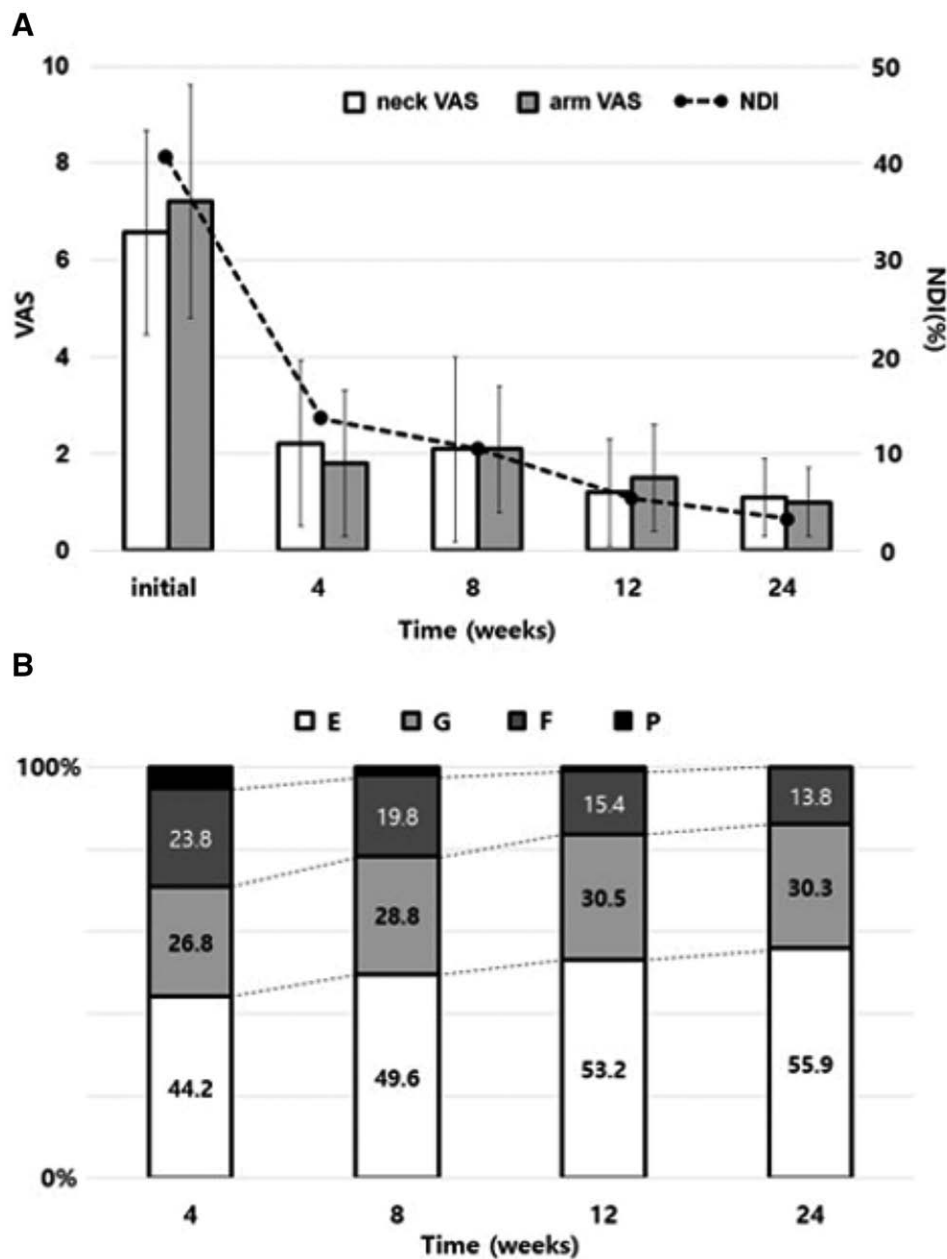 A
10 50
neck VAS arm VAS NDI
8 40
6 30
VAS NDI(%)
4 20
2 10
0 0
initial 4 8 12 24
Time (weeks)
B
E G F P
100%
23.8 19.8 15.4 13.8
26.8 28.8 30.5 30.3
44.2 49.6 53.2 55.9
0%
4 8 12 24
Time (weeks)